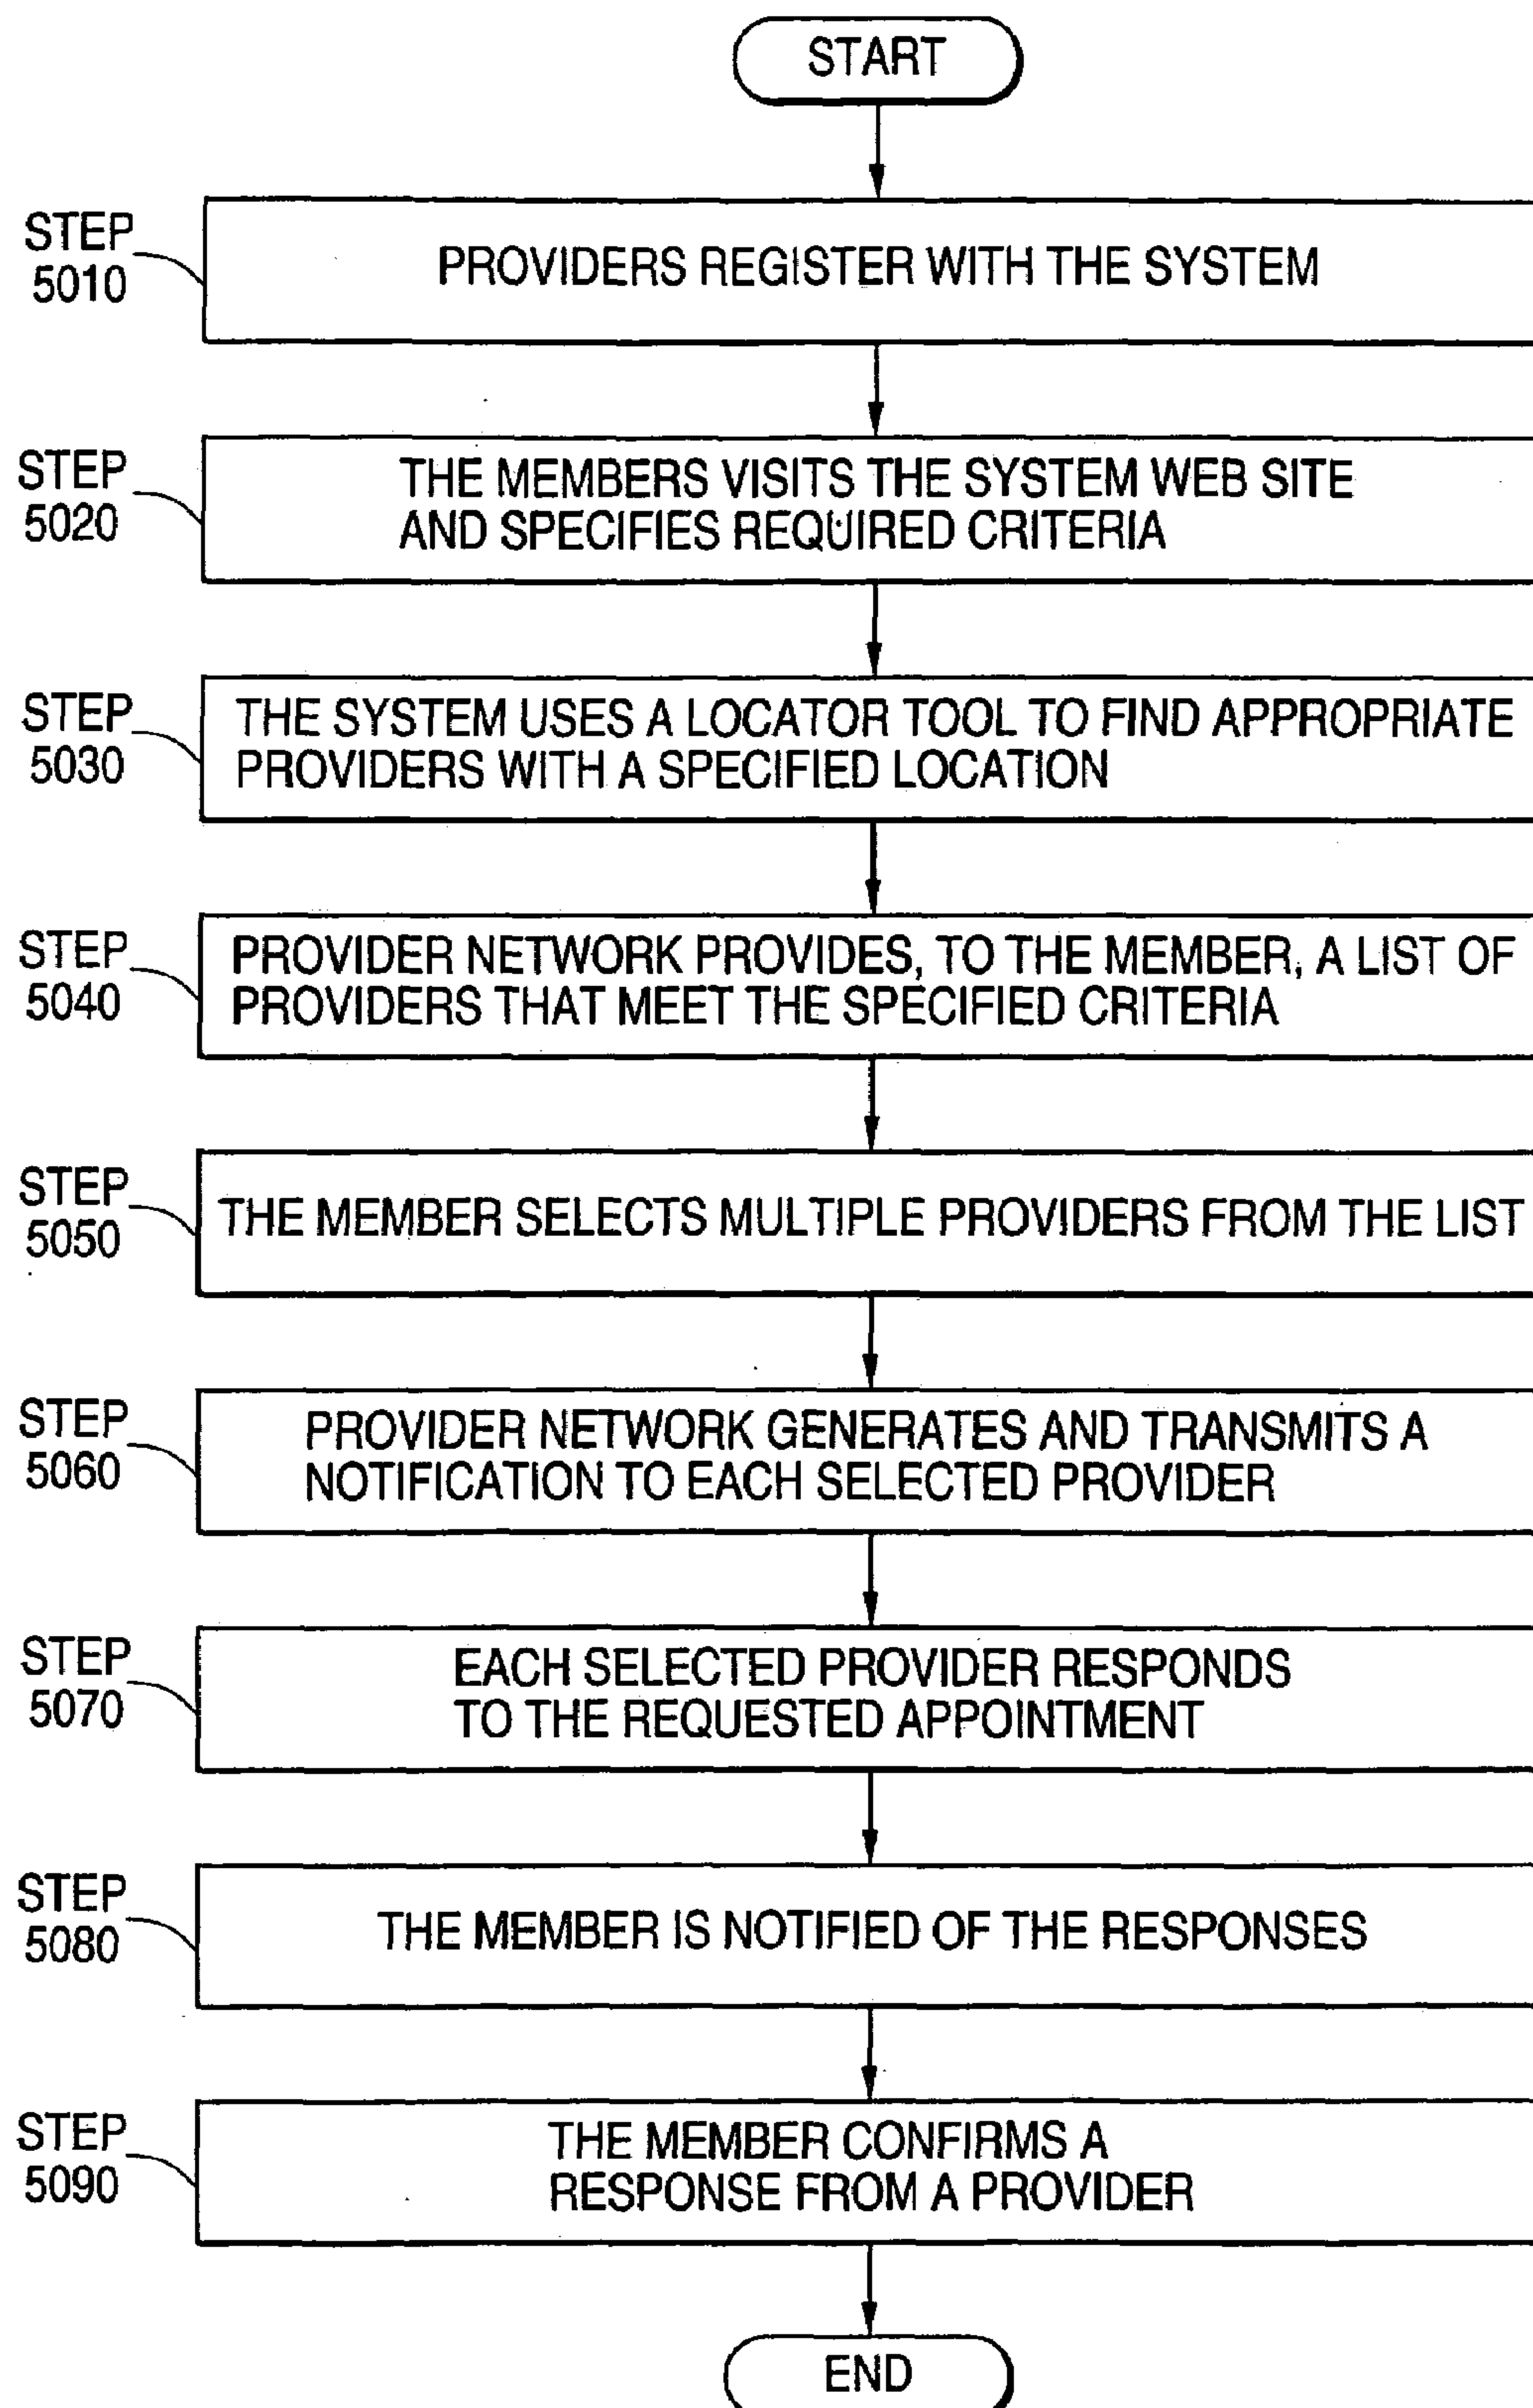 START
STEP
5010
PROVIDERS REGISTER WITH THE SYSTEM
STEP
5020
THE MEMBERS VISITS THE SYSTEM WEB SITE
AND SPECIFIES REQUIRED CRITERIA
STEP
5030
THE SYSTEM USES A LOCATOR TOOL TO FIND APPROPRIATE
PROVIDERS WITH A SPECIFIED LOCATION
STEP
5040
PROVIDER NETWORK PROVIDES, TO THE MEMBER, A LIST OF
PROVIDERS THAT MEET THE SPECIFIED CRITERIA
STEP
5050
THE MEMBER SELECTS MULTIPLE PROVIDERS FROM THE LIST
STEP
5060
PROVIDER NETWORK GENERATES AND TRANSMITS A
NOTIFICATION TO EACH SELECTED PROVIDER
STEP
5070
EACH SELECTED PROVIDER RESPONDS
TO THE REQUESTED APPOINTMENT
STEP
5080
THE MEMBER IS NOTIFIED OF THE RESPONSES
STEP
5090
THE MEMBER CONFIRMS A
RESPONSE FROM A PROVIDER
END